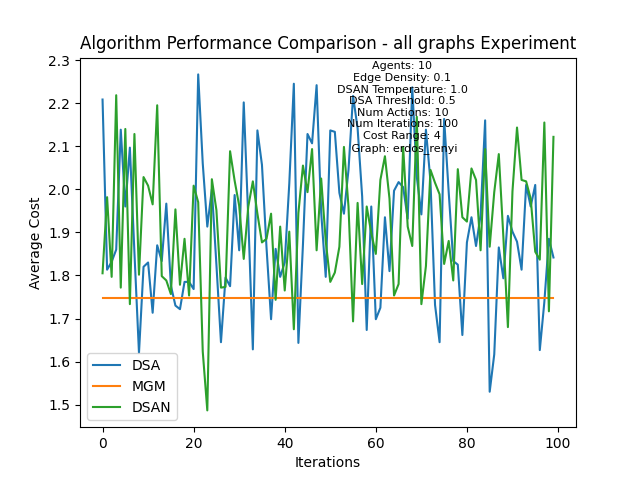 Algorithm Performance Comparison - all graphs Experiment
Agents: 10
Edge Density: 0.1
DSAN Temperature: 1.0
DSA Threshold: 0.5
Num Actions: 10
Num Iterations: 100
Cost Range: 4
Graph: erdos_renyi
2.3
2.2
2.1
2.0
1.9
1.8
1.7
1.6
1.5
Average Cost
DSA
MGM
DSAN
0 20 40 60 80 100
Iterations